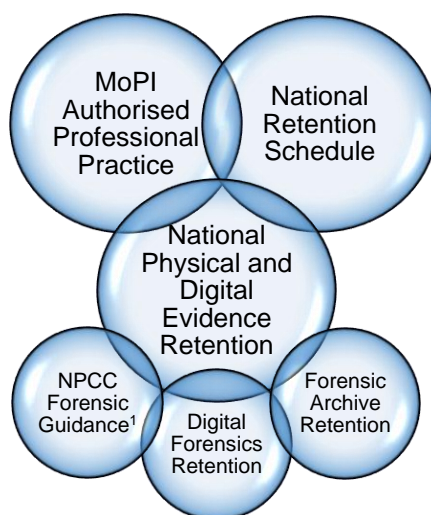 MoPI
Authorised
Professional
Practice
National
Retention
Schedule
National
Physical and
Digital
Evidence
Retention
NPCC
Forensic
Guidance¹
Digital
Forensics
Retention
Forensic
Archive
Retention